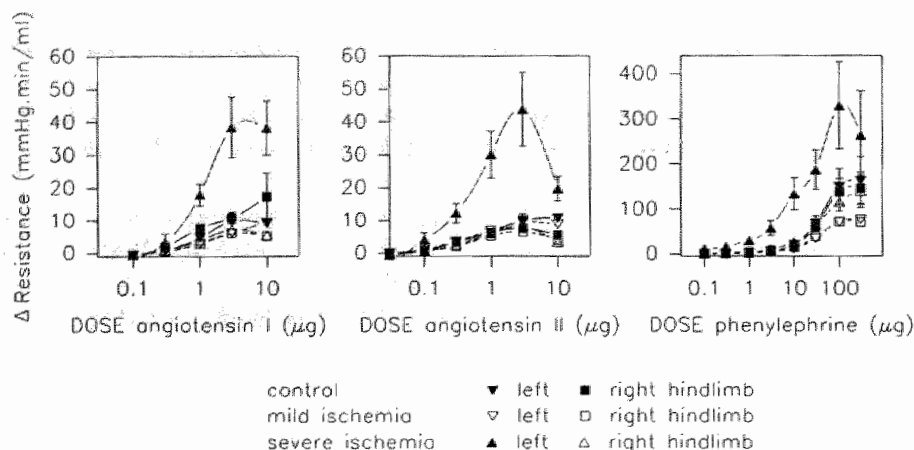 Δ Resistance (mmHg.min/ml)
60
50
40
30
20
10
0
0.1 1 10
DOSE angiotensin I (μg)
60
50
40
30
20
10
0
0.1 1 10
DOSE angiotensin II (μg)
400
300
200
100
0
0.1 1 10 100
DOSE phenylephrine (μg)
control ▼ left ■ right hindlimb
mild ischemia ▽ left □ right hindlimb
severe ischemia ▲ left △ right hindlimb